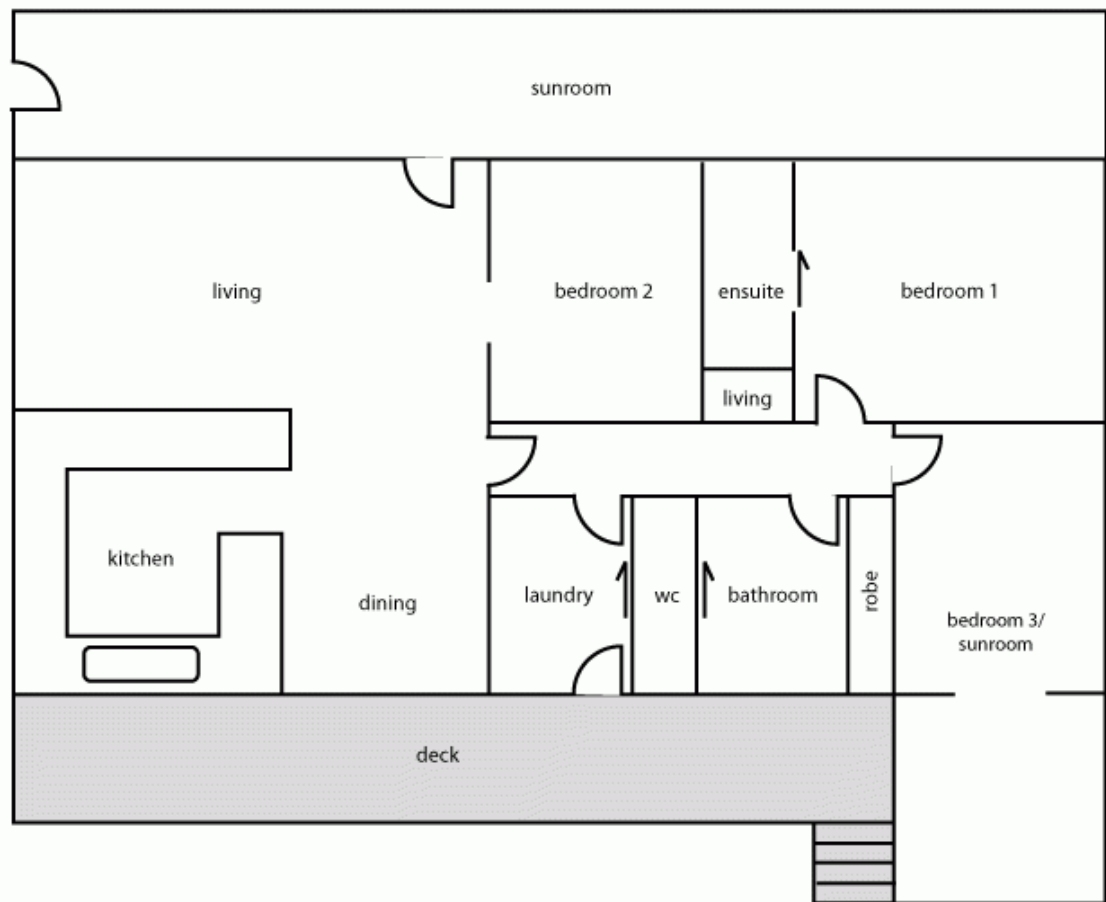 sunroom
living
bedroom 2
ensuite
bedroom 1
living
kitchen
dining
laundry
wc
bathroom
robe
bedroom 3/
sunroom
deck